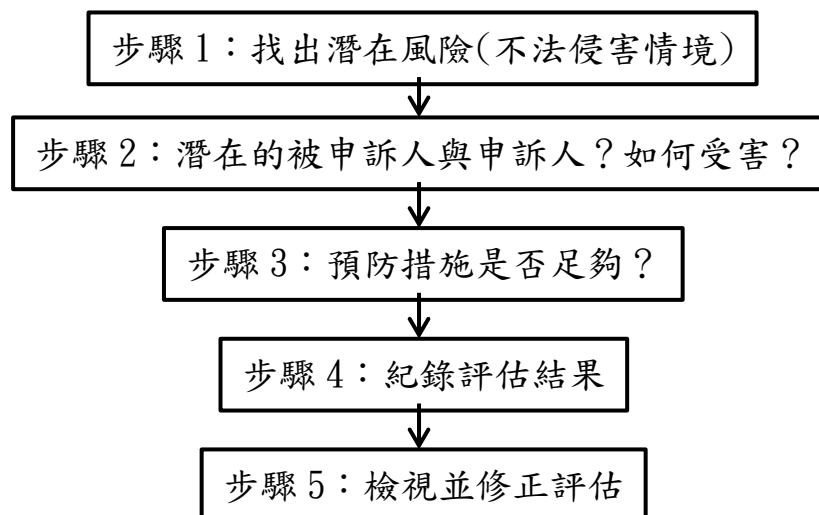 步驟 1：找出潛在風險(不法侵害情境)
步驟 2：潛在的被申訴人與申訴人？如何受害？
步驟 3：預防措施是否足夠？
步驟 4：紀錄評估結果
步驟 5：檢視並修正評估